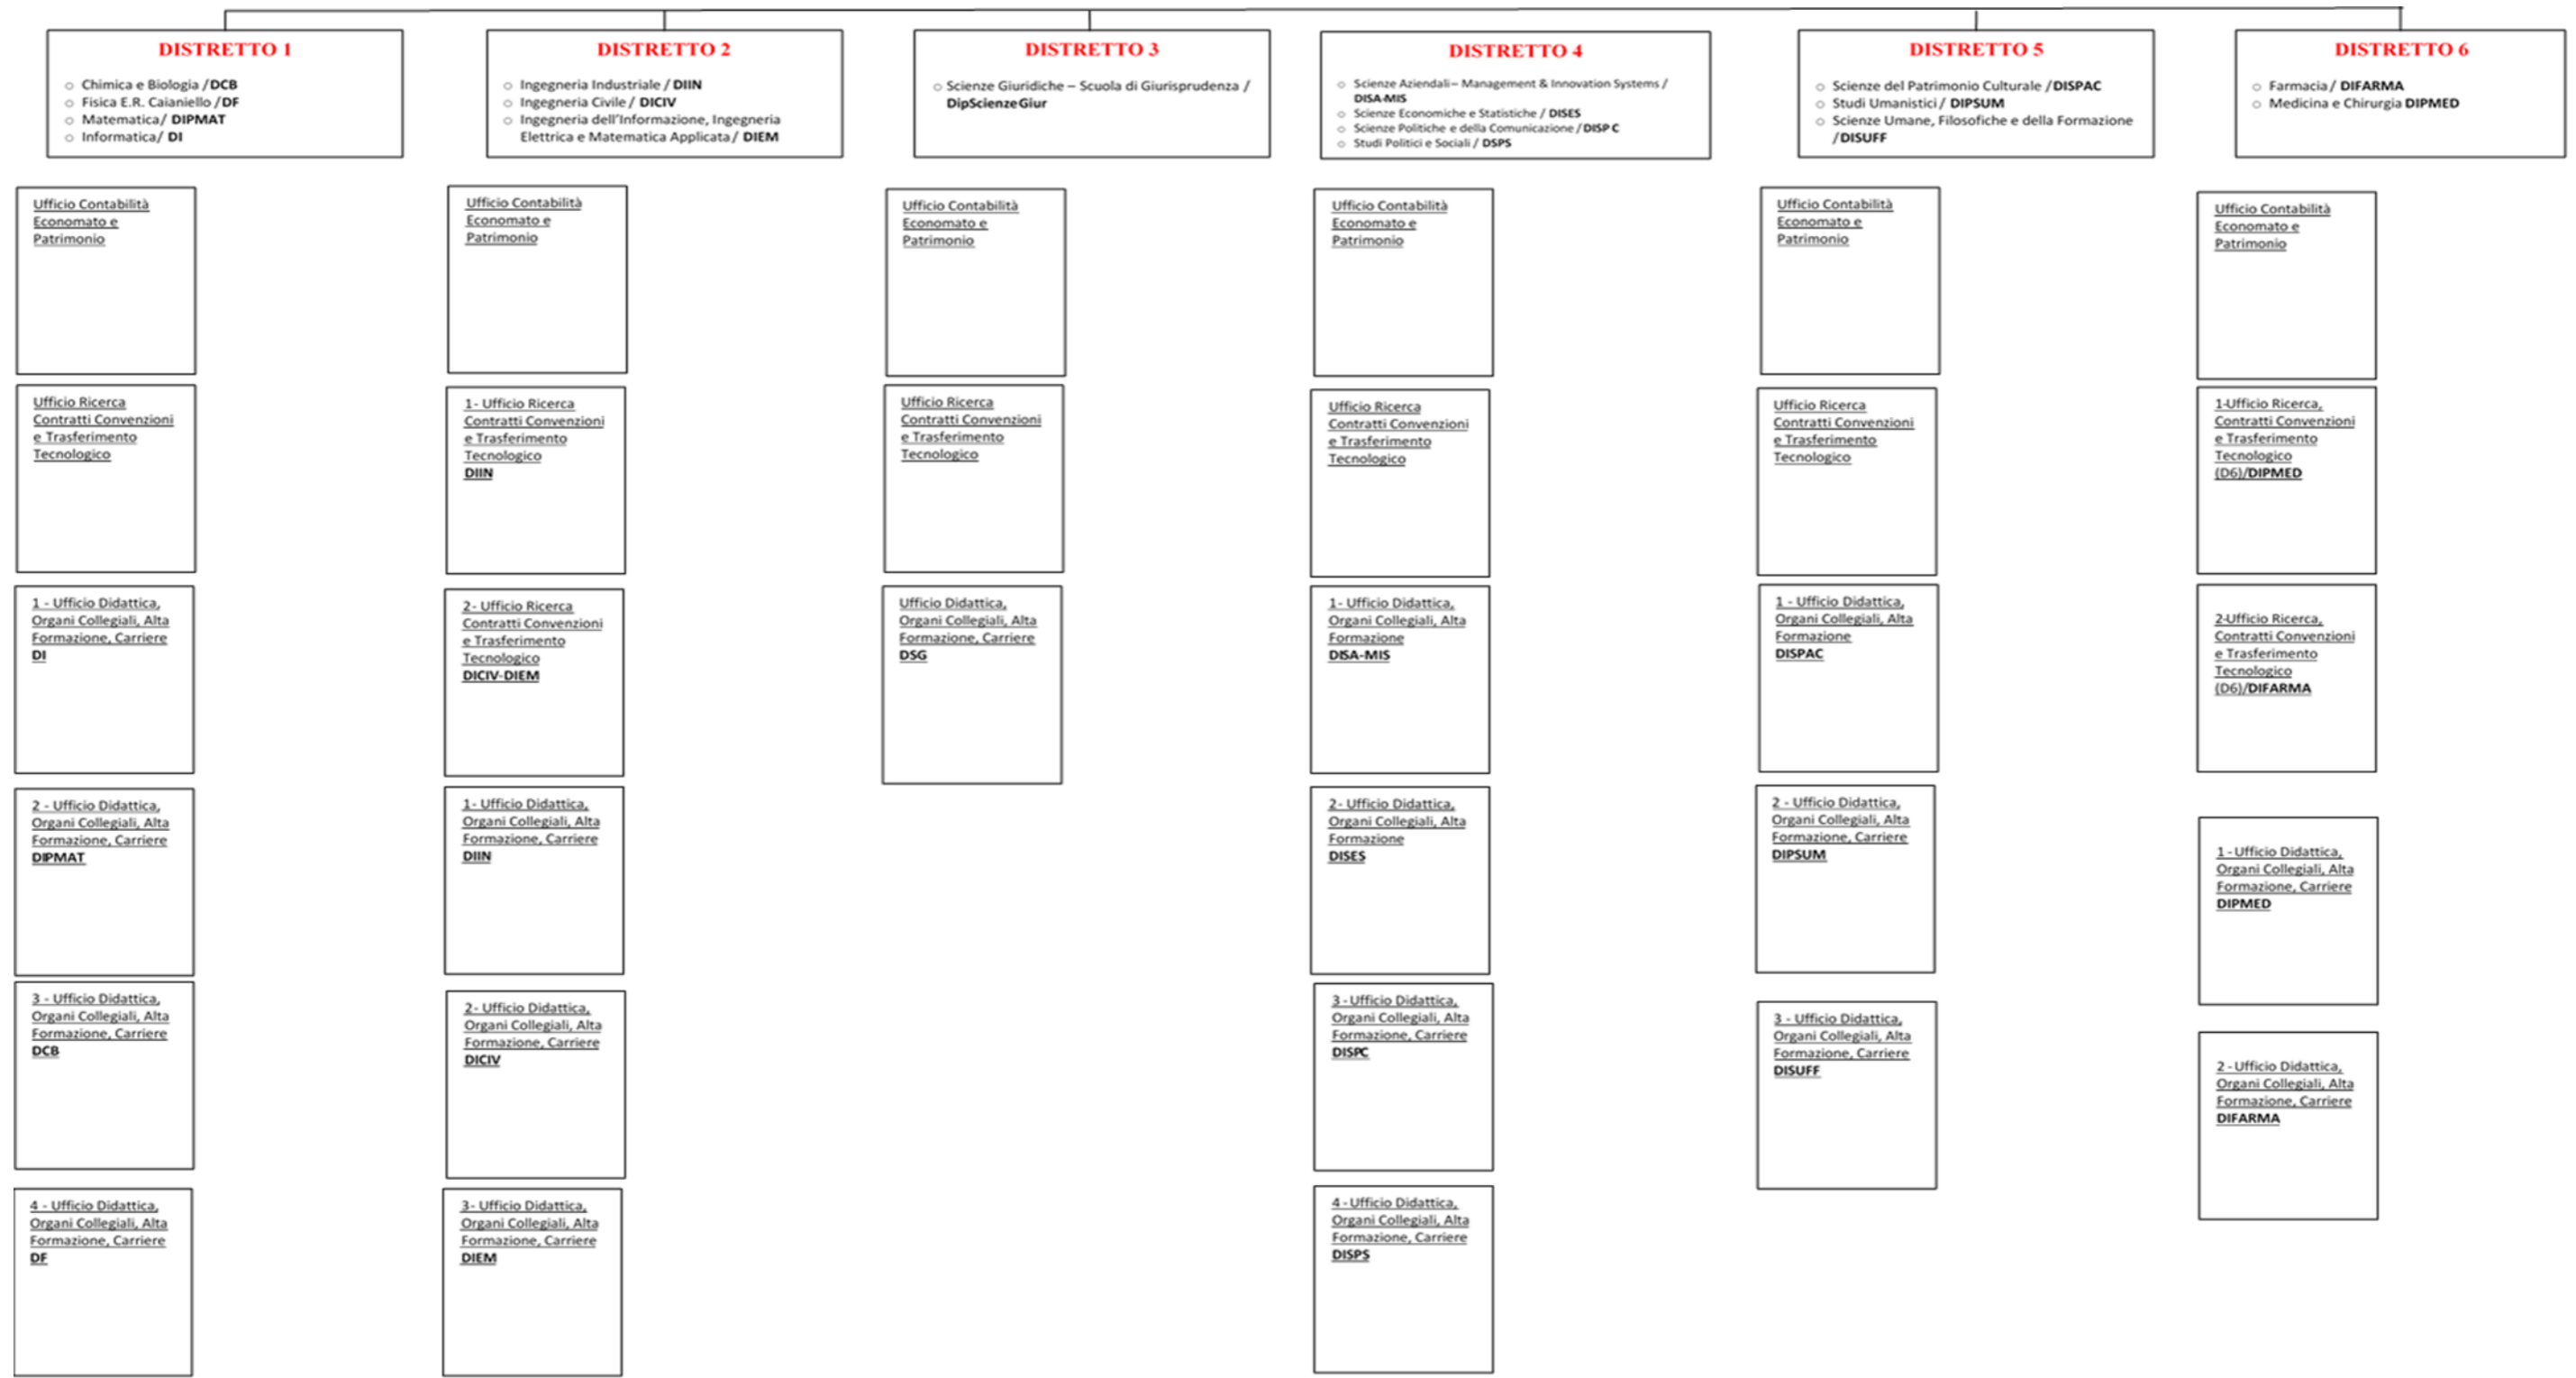 DISTRETTO 1
Chimica e Biologia /DCB
Fisica E.R. Caianiello /DF
Matematica/ DIPMAT
Informatica/ DI
Ufficio Contabilità
Economato e
Patrimonio
Ufficio Ricerca
Contratti Convenzioni
e Trasferimento
Tecnologico
1 - Ufficio Didattica,
Organi Collegiali, Alta
Formazione, Carriere
DI
2 - Ufficio Didattica,
Organi Collegiali, Alta
Formazione, Carriere
DIPMAT
3 - Ufficio Didattica,
Organi Collegiali, Alta
Formazione, Carriere
DCB
4 - Ufficio Didattica,
Organi Collegiali, Alta
Formazione, Carriere
DF
DISTRETTO 2
Ingegneria Industriale / DIIN
Ingegneria Civile / DICIV
Ingegneria dell'Informazione, Ingegneria
Elettrica e Matematica Applicata/ DIEM
Ufficio Contabilità
Economato e
Patrimonio
1- Ufficio Ricerca
Contratti Convenzioni
e Trasferimento
Tecnologico
DIIN
2- Ufficio Ricerca
Contratti Convenzioni
e Trasferimento
Tecnologico
DICIV-DIEM
1- Ufficio Didattica,
Organi Collegiali, Alta
Formazione, Carriere
DIIN
2- Ufficio Didattica,
Organi Collegiali, Alta
Formazione, Carriere
DICIV
3- Ufficio Didattica,
Organi Collegiali, Alta
Formazione, Carriere
DIEM
DISTRETTO 3
Scienze Giuridiche – Scuola di Giurisprudenza /
DipScienzeGiur
Ufficio Contabilità
Economato e
Patrimonio
Ufficio Ricerca
Contratti Convenzioni
e Trasferimento
Tecnologico
Ufficio Didattica,
Organi Collegiali, Alta
Formazione, Carriere
DSG
DISTRETTO 4
Scienze Aziendali – Management & Innovation Systems /
DISA-MIS
Scienze Economiche e Statistiche / DISES
Scienze Politiche e della Comunicazione / DISP C
Studi Politici e Sociali / DSPS
Ufficio Contabilità
Economato e
Patrimonio
Ufficio Ricerca
Contratti Convenzioni
e Trasferimento
Tecnologico
1- Ufficio Didattica,
Organi Collegiali, Alta
Formazione
DISA-MIS
2- Ufficio Didattica,
Organi Collegiali, Alta
Formazione
DISES
3 - Ufficio Didattica,
Organi Collegiali, Alta
Formazione, Carriere
DISPC
4 - Ufficio Didattica,
Organi Collegiali, Alta
Formazione, Carriere
DISPS
DISTRETTO 5
Scienze del Patrimonio Culturale /DISPAC
Studi Umanistici / DIPSUM
Scienze Umane, Filosofiche e della Formazione
/DISUFF
Ufficio Contabilità
Economato e
Patrimonio
Ufficio Ricerca
Contratti Convenzioni
e Trasferimento
Tecnologico
1 - Ufficio Didattica,
Organi Collegiali, Alta
Formazione
DISPAC
2 - Ufficio Didattica,
Organi Collegiali, Alta
Formazione, Carriere
DIPSUM
3 - Ufficio Didattica,
Organi Collegiali, Alta
Formazione, Carriere
DISUFF
DISTRETTO 6
Farmacia / DIFARMA
Medicina e Chirurgia DIPMED
Ufficio Contabilità
Economato e
Patrimonio
1-Ufficio Ricerca,
Contratti Convenzioni
e Trasferimento
Tecnologico
(D6)/DIPMED
2-Ufficio Ricerca,
Contratti Convenzioni
e Trasferimento
Tecnologico
(D6)/DIFARMA
1 - Ufficio Didattica,
Organi Collegiali, Alta
Formazione, Carriere
DIPMED
2 - Ufficio Didattica,
Organi Collegiali, Alta
Formazione, Carriere
DIFARMA